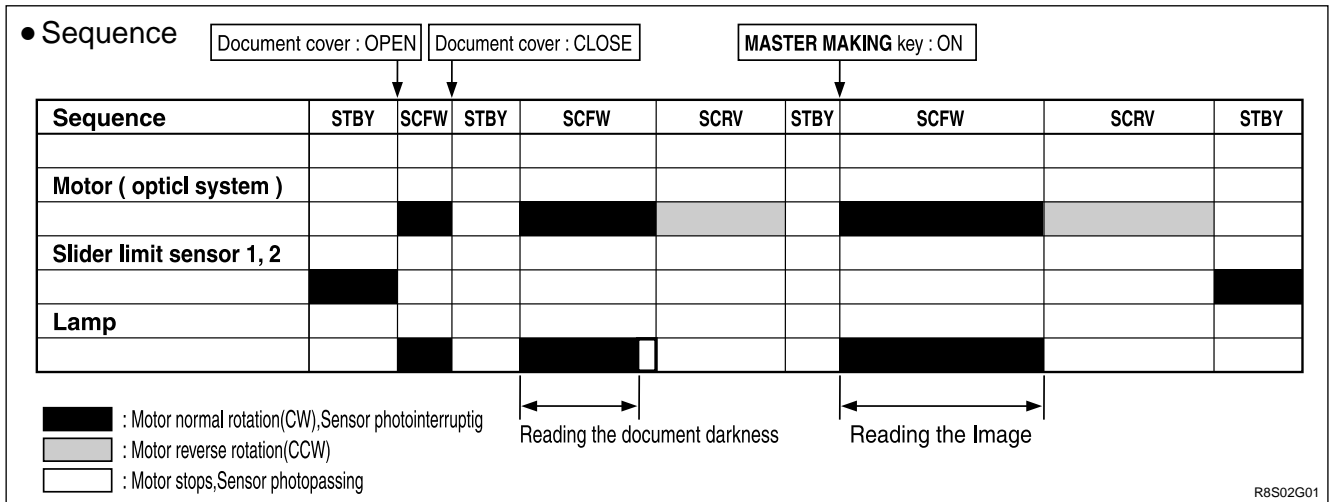 ● Sequence
Document cover : OPEN
Document cover : CLOSE
MASTER MAKING key : ON
Sequence STBY SCFW STBY SCFW SCRV STBY SCFW SCRV STBY
Motor ( opticl system )
Slider limit sensor 1, 2
Lamp
: Motor normal rotation(CW),Sensor photointerruptig
: Motor reverse rotation(CCW)
: Motor stops,Sensor photopassing
Reading the document darkness
Reading the Image
R8S02G01